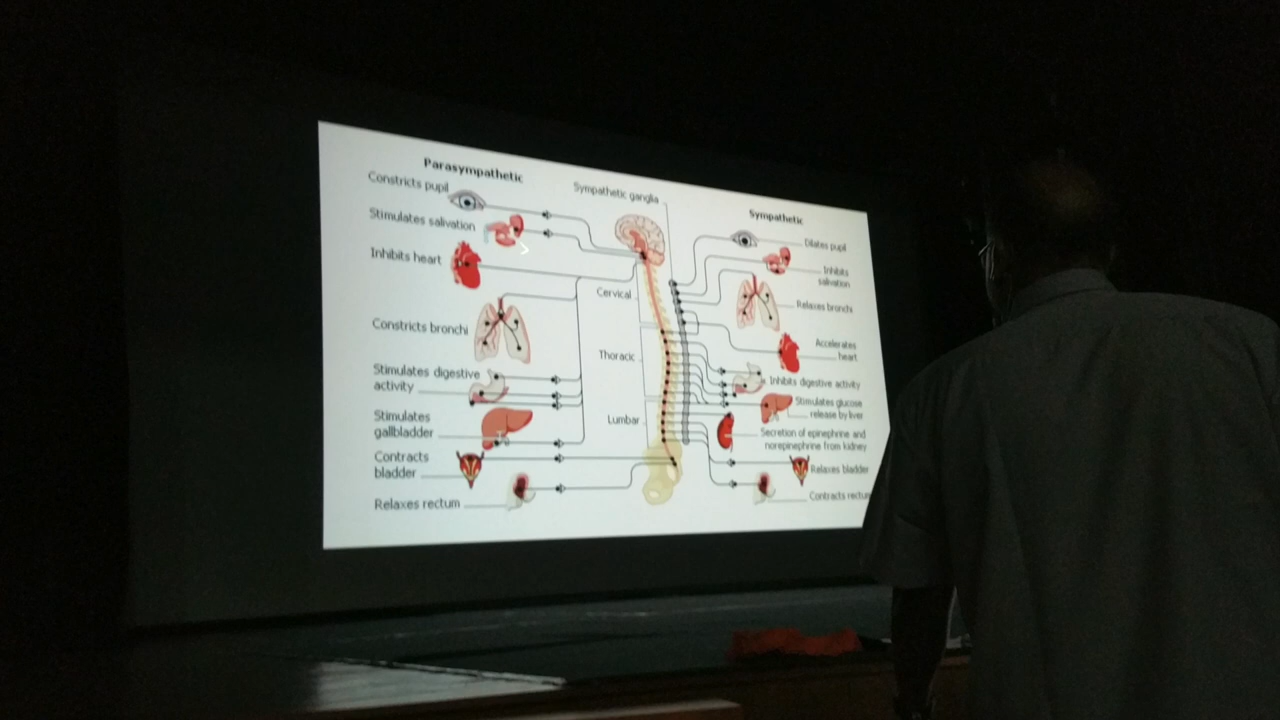 Parasympathetic
Constricts pupil
Stimulates salivation
Inhibits heart
Constricts bronchi
Stimulates digestive
activity
Stimulates
gallbladder
Contracts
bladder
Relaxes rectum
Sympathetic ganglia
Cervical
Thoracic
Lumbar
Sympathetic
Dilates pupil
Inhibits
salivation
Relaxes bronchi
Accelerates
heart
Inhibits digestive activity
Stimulates glucose
release by liver
Secretion of epinephrine and
norepinephrine from kidney
Relaxes bladder
Contracts rectu